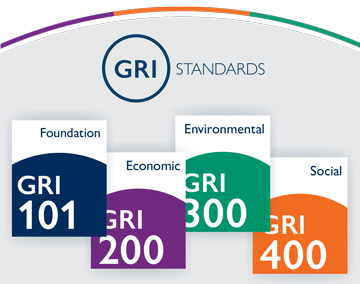 GRI STANDARDS
Foundation
GRI
101
Economic
GRI
200
Environmental
GRI
300
Social
GRI
400